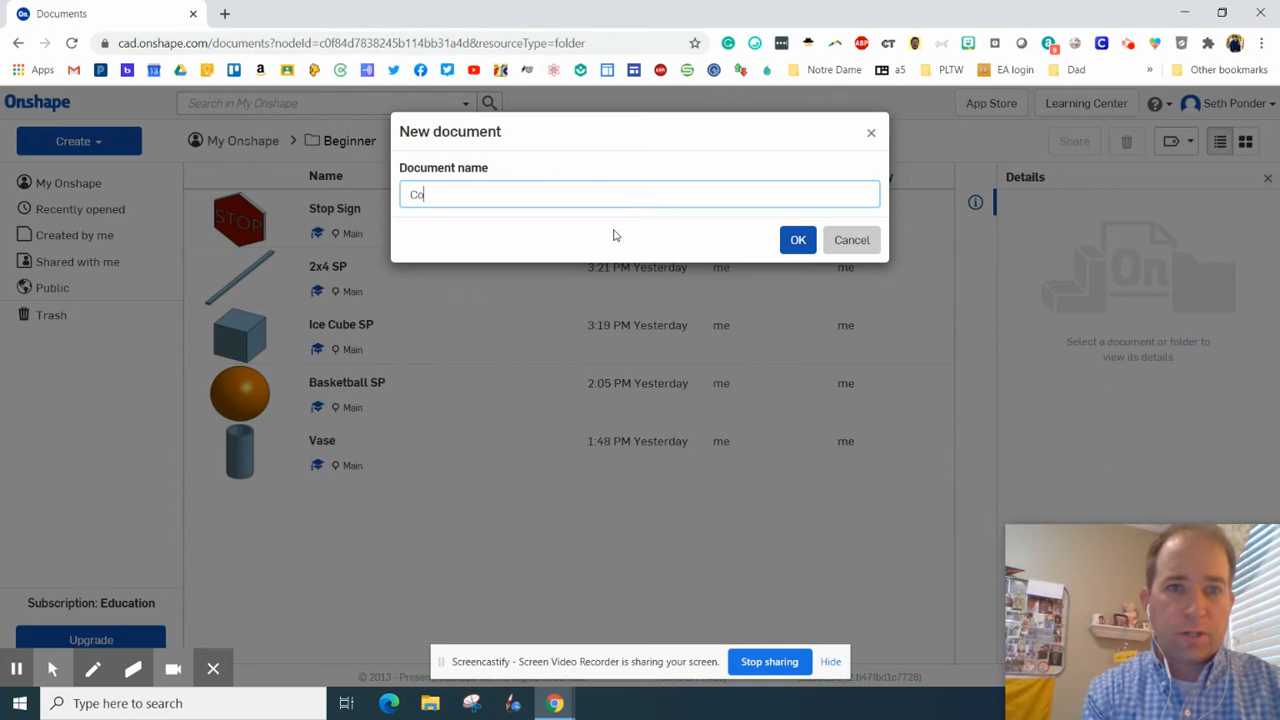 Documents
cad.onshape.com/documents?nodeId=c0f84d7838245b114bb31a4d&resourceType=folder
Apps
Notre Dame
a5
PLTW
EA login
Dad
Other bookmarks
Onshape
Search in My Onshape
App Store
Learning Center
Seth Ponder
Create
My Onshape
Beginner
Share
New document
Document name
Co
OK
Cancel
My Onshape
Recently opened
Created by me
Shared with me
Public
Trash
Name
Details
Stop Sign
Main
2x4 SP
3:21 PM Yesterday
me
me
Main
Ice Cube SP
3:19 PM Yesterday
me
me
Main
Basketball SP
2:05 PM Yesterday
me
me
Main
Vase
1:48 PM Yesterday
me
me
Main
STOP
On
Select a document or folder to
view its details
Subscription: Education
Upgrade
Screencastify - Screen Video Recorder is sharing your screen.
Stop sharing
Hide
© 2013 - Present
Type here to search